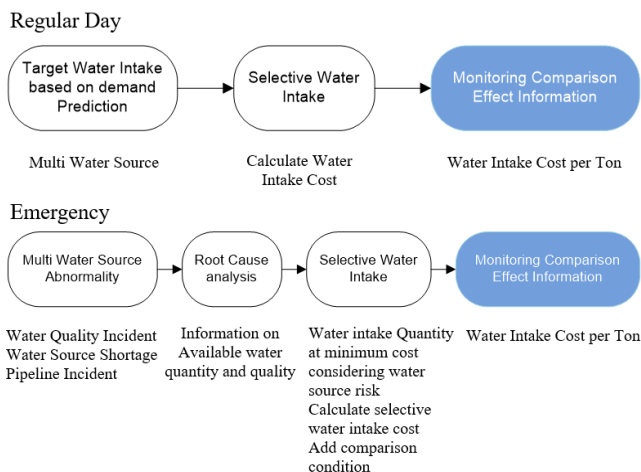 Regular Day
Target Water Intake
based on demand
Prediction
Selective Water
Intake
Monitoring Comparison
Effect Information
Multi Water Source
Calculate Water
Intake Cost
Water Intake Cost per Ton
Emergency
Multi Water Source
Abnormality
Root Cause
analysis
Selective Water
Intake
Monitoring Comparison
Effect Information
Water Quality Incident
Water Source Shortage
Pipeline Incident
Information on
Available water
quantity and quality
Water intake Quantity
at minimum cost
considering water
source risk
Calculate selective
water intake cost
Add comparison
condition
Water Intake Cost per Ton